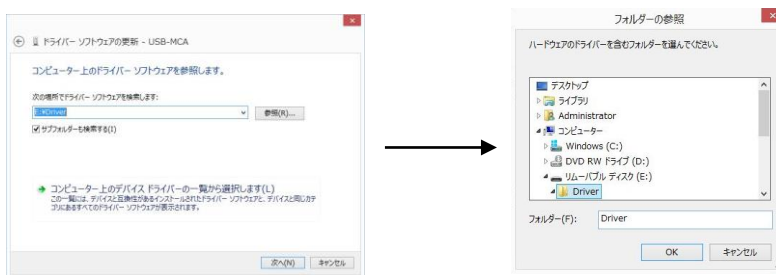 ドライバー ソフトウェアの更新 - USB-MCA
コンピューター上のドライバー ソフトウェアを参照します。
次の場所でドライバー ソフトウェアを検索します:
参照(R)...
サブフォルダーも検索する(I)
コンピューター上のデバイス ドライバーの一覧から選択します(L)
この一覧には、デバイスと互換性があるインストールされたドライバー ソフトウェアと、デバイスと同じカテ
ゴリにあるすべてのドライバー ソフトウェアが表示されます。
次へ(N)
キャンセル
フォルダーの参照
ハードウェアのドライバーを含むフォルダーを選んでください。
デスクトップ
ライブラリ
Administrator
コンピューター
Windows (C:)
DVD RW ドライブ (D:)
リムーバブル ディスク (E:)
Driver
フォルダー(F):
Driver
OK
キャンセル